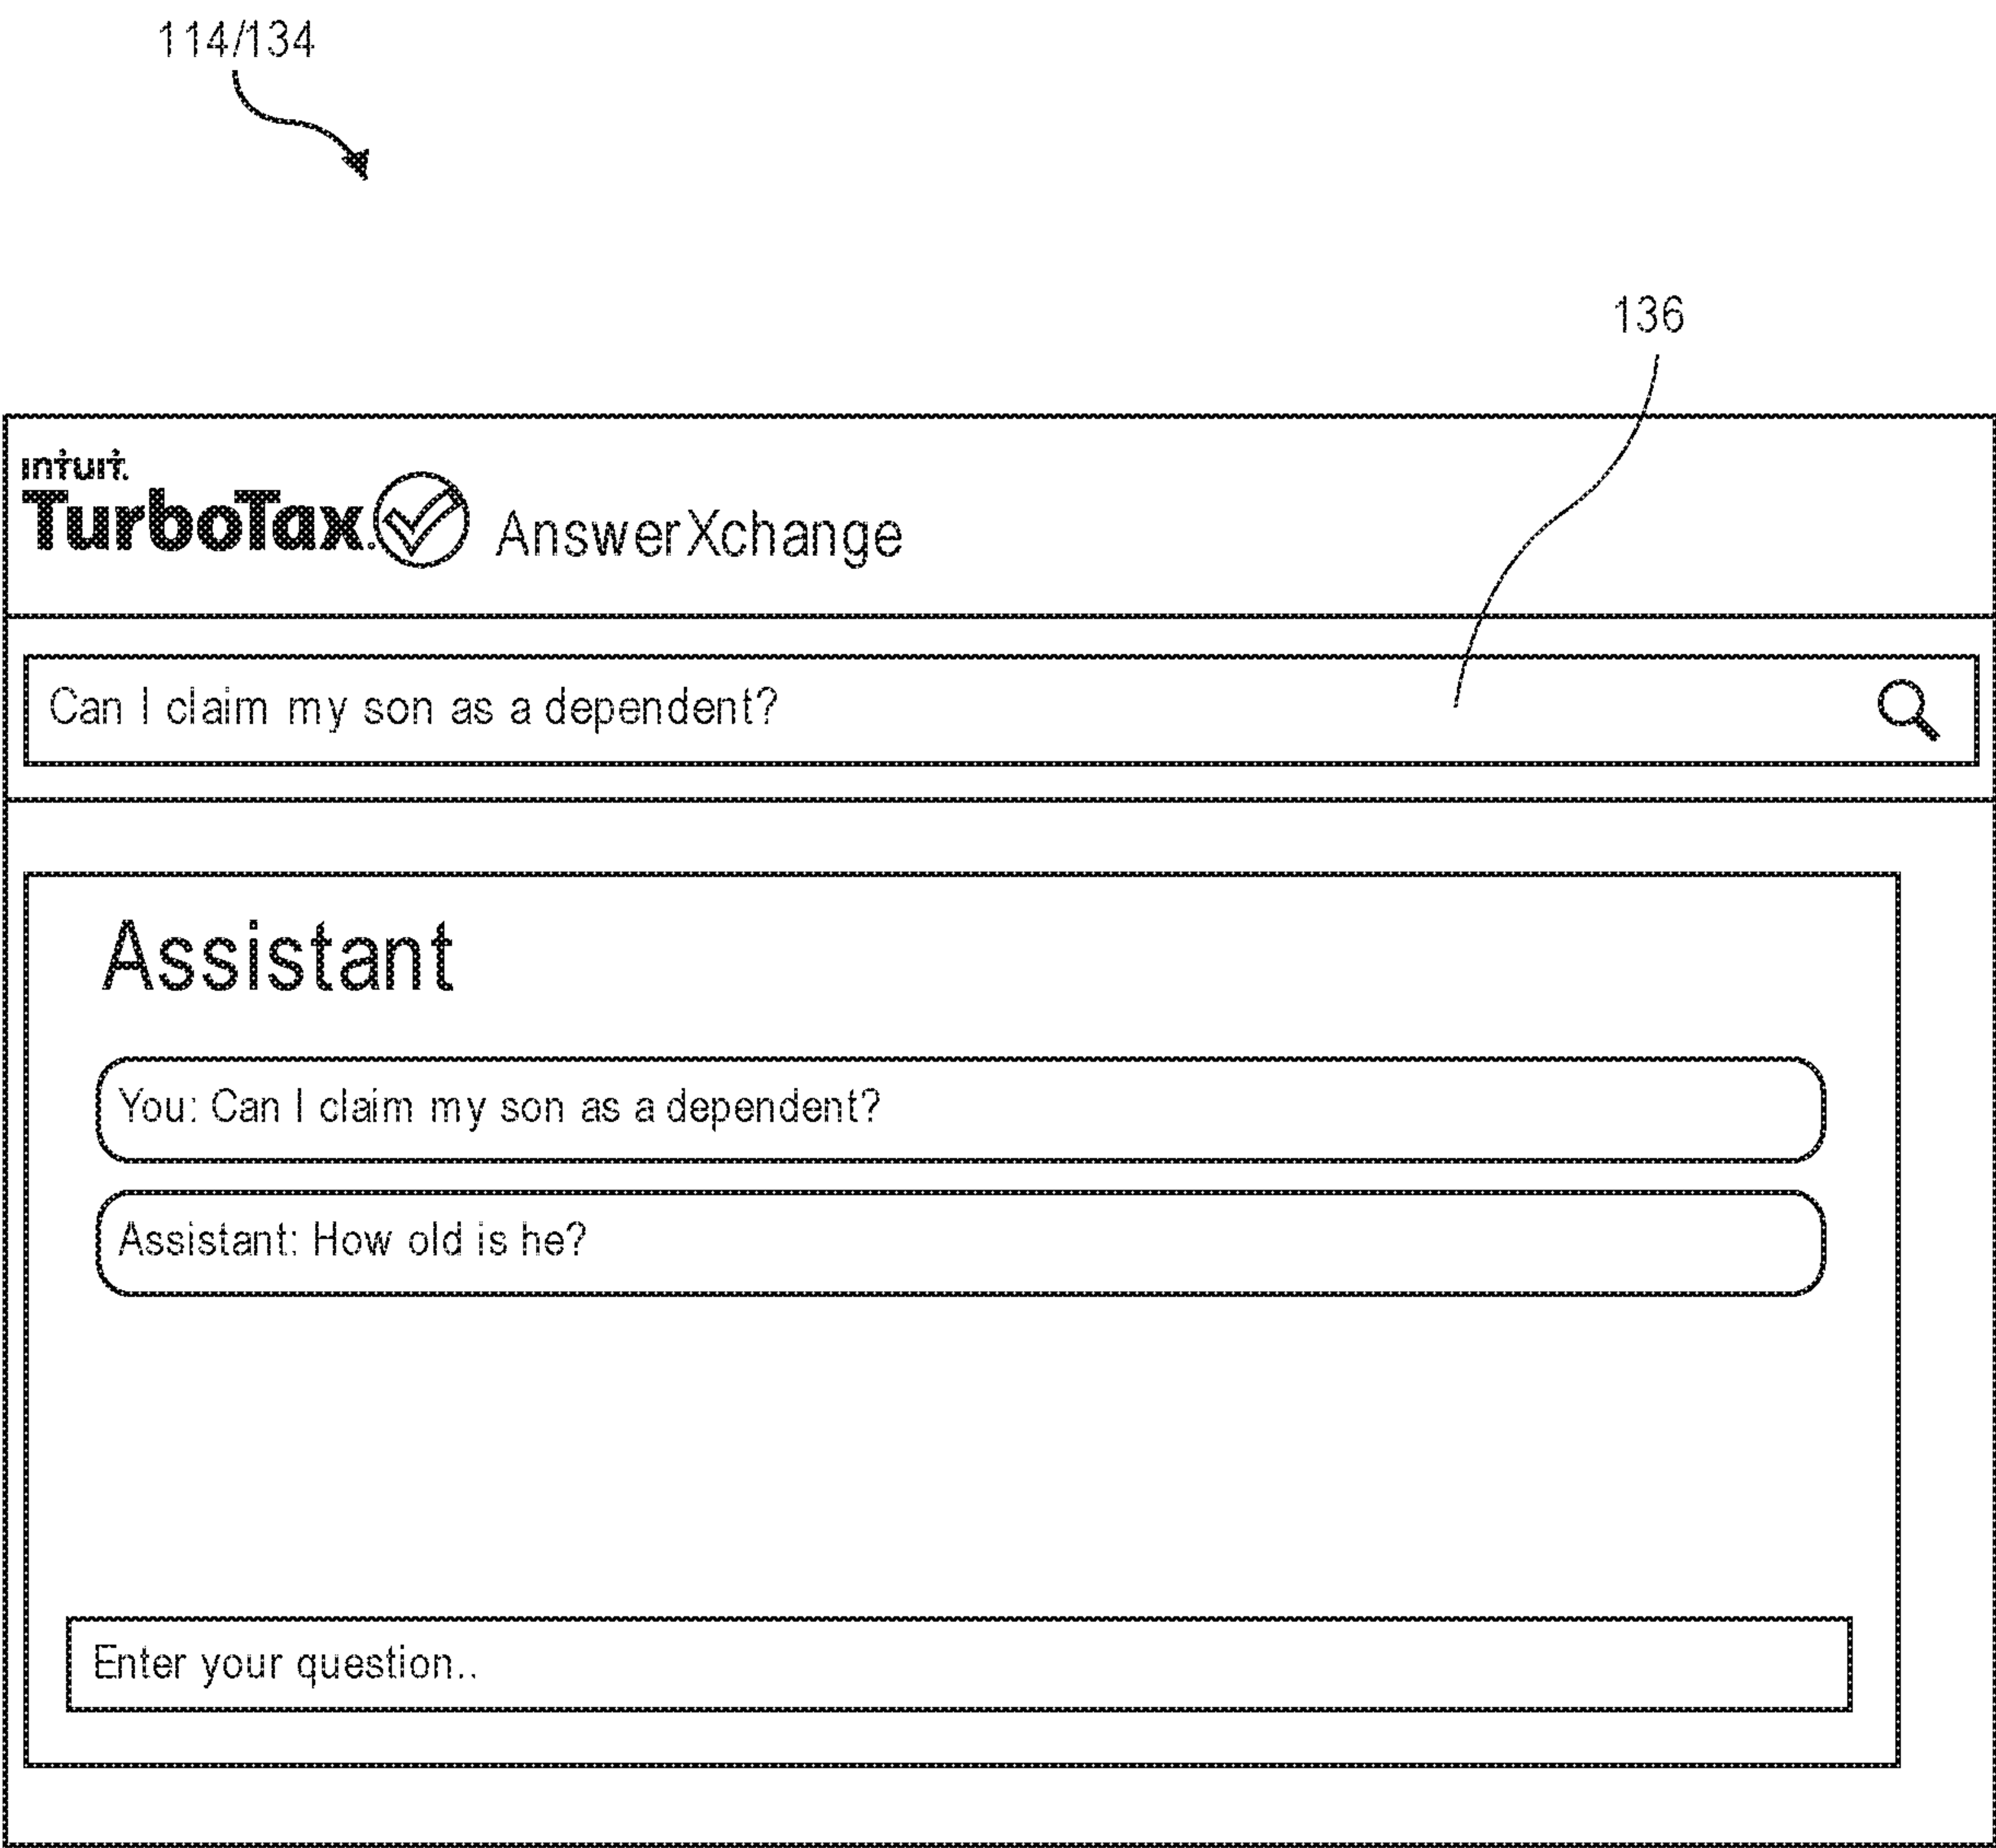 114/134
136
intuit.
TurboTax. AnswerXchange
Can I claim my son as a dependent?
Assistant
You: Can I claim my son as a dependent?
Assistant: How old is he?
Enter your question..